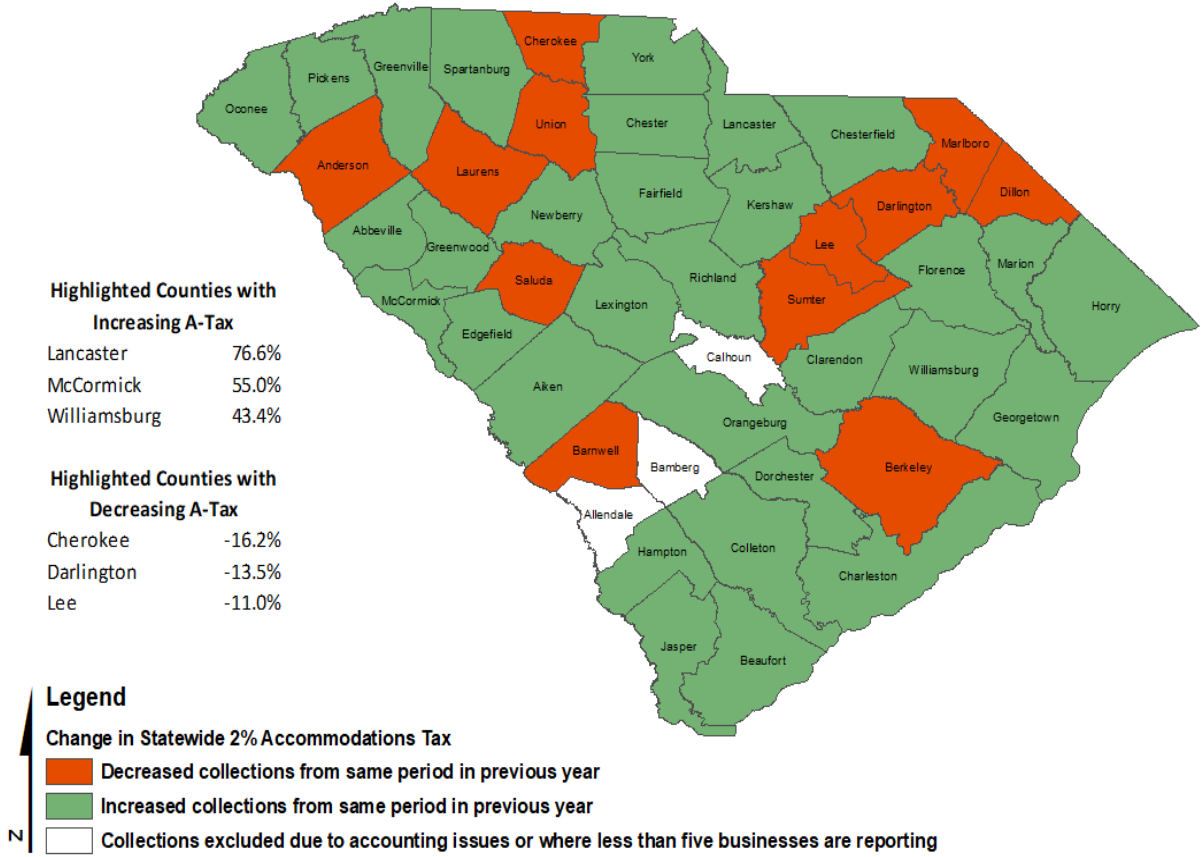 Cherokee
York
Greenville
Spartanburg
Pickens
Oconee
Union
Chester
Lancaster
Chesterfield
Marlboro
Anderson
Laurens
Fairfield
Kershaw
Darlington
Dillon
Newberry
Abbeville
Greenwood
Lee
Saluda
Richland
Florence
Marion
McCormick
Lexington
Sumter
Horry
Edgefield
Calhoun
Clarendon
Williamsburg
Aiken
Orangeburg
Georgetown
Barnwell
Bamberg
Dorchester
Berkeley
Allendale
Hampton
Colleton
Charleston
Jasper
Beaufort
Highlighted Counties with
Increasing A-Tax
Lancaster 76.6%
McCormick 55.0%
Williamsburg 43.4%
Highlighted Counties with
Decreasing A-Tax
Cherokee -16.2%
Darlington -13.5%
Lee -11.0%
N
Legend
Change in Statewide 2% Accommodations Tax
Decreased collections from same period in previous year
Increased collections from same period in previous year
Collections excluded due to accounting issues or where less than five businesses are reporting